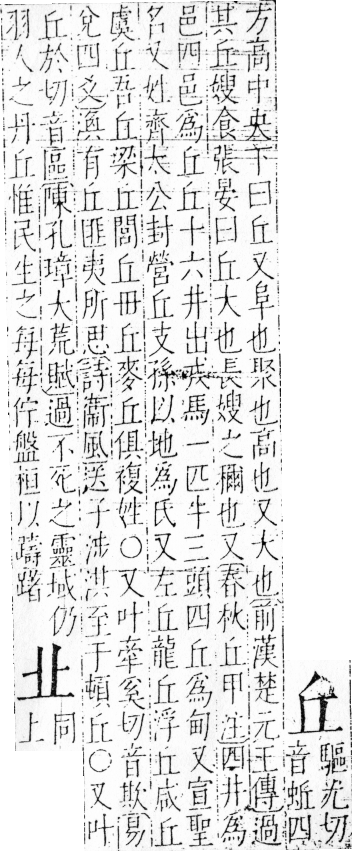 丘
驅尤切
音蚯四
方高中央下曰丘又阜也聚也高也又大也前漢楚元王傳過
其丘嫂食張晏曰丘大也長嫂之稱也又春秋丘甲注四井為
邑四邑為丘丘十六井出戎馬一匹牛三頭四丘為甸又宣聖
名又姓齊太公封營丘支孫以地為氏又左丘龍丘浮丘咸丘
虞丘吾丘梁丘閭丘毌丘麥丘俱複姓○又叶牽奚切音欺易
兌四爻渙有丘匪夷所思詩衞風送子涉淇至于頓丘○又叶
丘於切音區陳孔璋大荒賦過不死之靈域仍
羽人之丹丘惟民生之每每佇盤桓以躊躇
丠
同
上